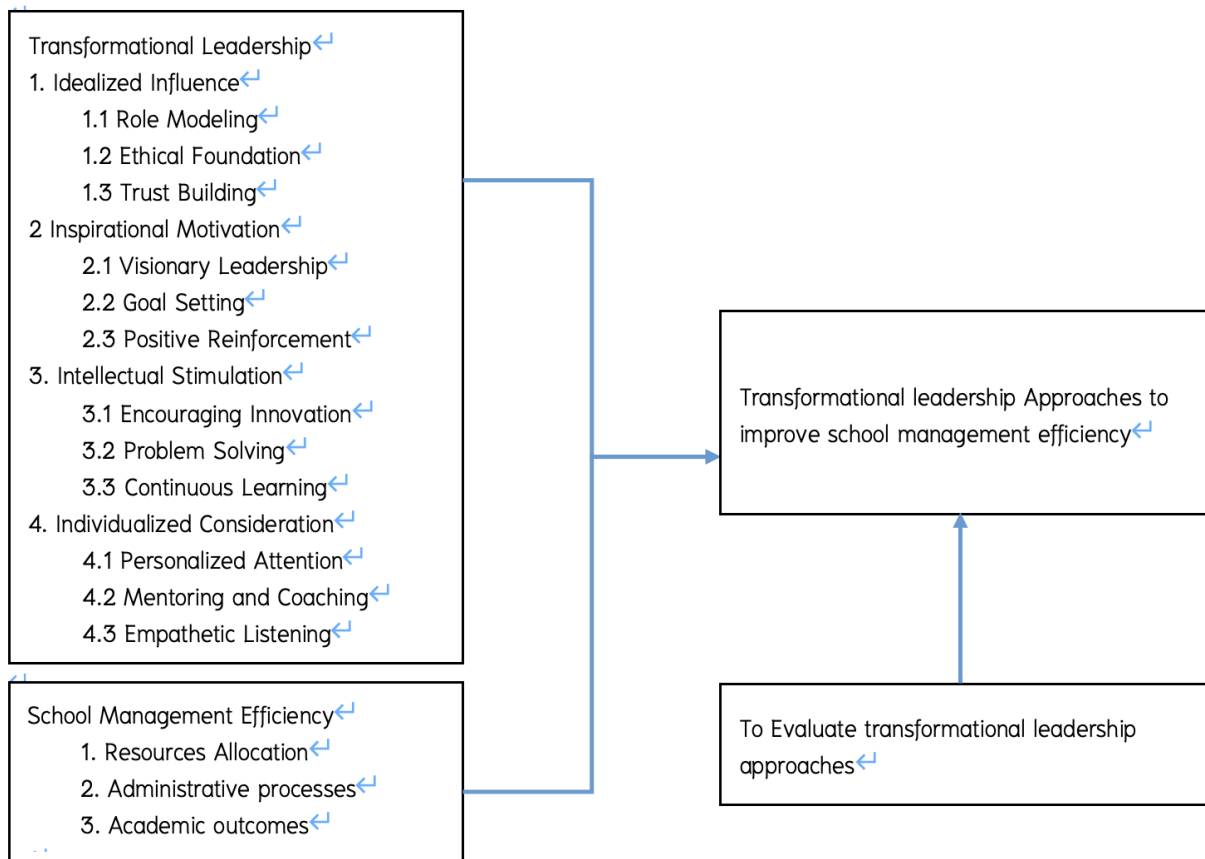 Transformational Leadership
1. Idealized Influence
1.1 Role Modeling
1.2 Ethical Foundation
1.3 Trust Building
2 Inspirational Motivation
2.1 Visionary Leadership
2.2 Goal Setting
2.3 Positive Reinforcement
3. Intellectual Stimulation
3.1 Encouraging Innovation
3.2 Problem Solving
3.3 Continuous Learning
4. Individualized Consideration
4.1 Personalized Attention
4.2 Mentoring and Coaching
4.3 Empathetic Listening
School Management Efficiency
1. Resources Allocation
2. Administrative processes
3. Academic outcomes
Transformational leadership Approaches to
improve school management efficiency
To Evaluate transformational leadership
approaches